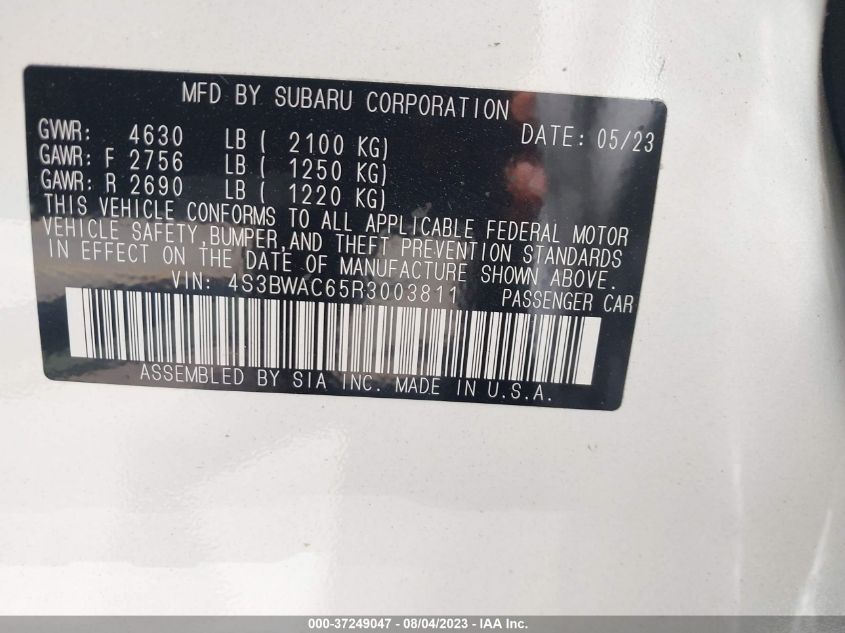 MFD BY SUBARU CORPORATION
GVWR: 4630 LB ( 2100 KG) DATE: 05/23
GAWR: F 2756 LB ( 1250 KG)
GAWR: R 2690 LB ( 1220 KG)
THIS VEHICLE CONFORMS TO ALL APPLICABLE FEDERAL MOTOR
VEHICLE SAFETY,BUMPER,AND THEFT PREVENTION STANDARDS
IN EFFECT ON THE DATE OF MANUFACTURE SHOWN ABOVE.
VIN: 4S3BWAC65R3003811 PASSENGER CAR
ASSEMBLED BY SIA INC. MADE IN U.S.A.
000-37249047 - 08/04/2023 - IAA Inc.